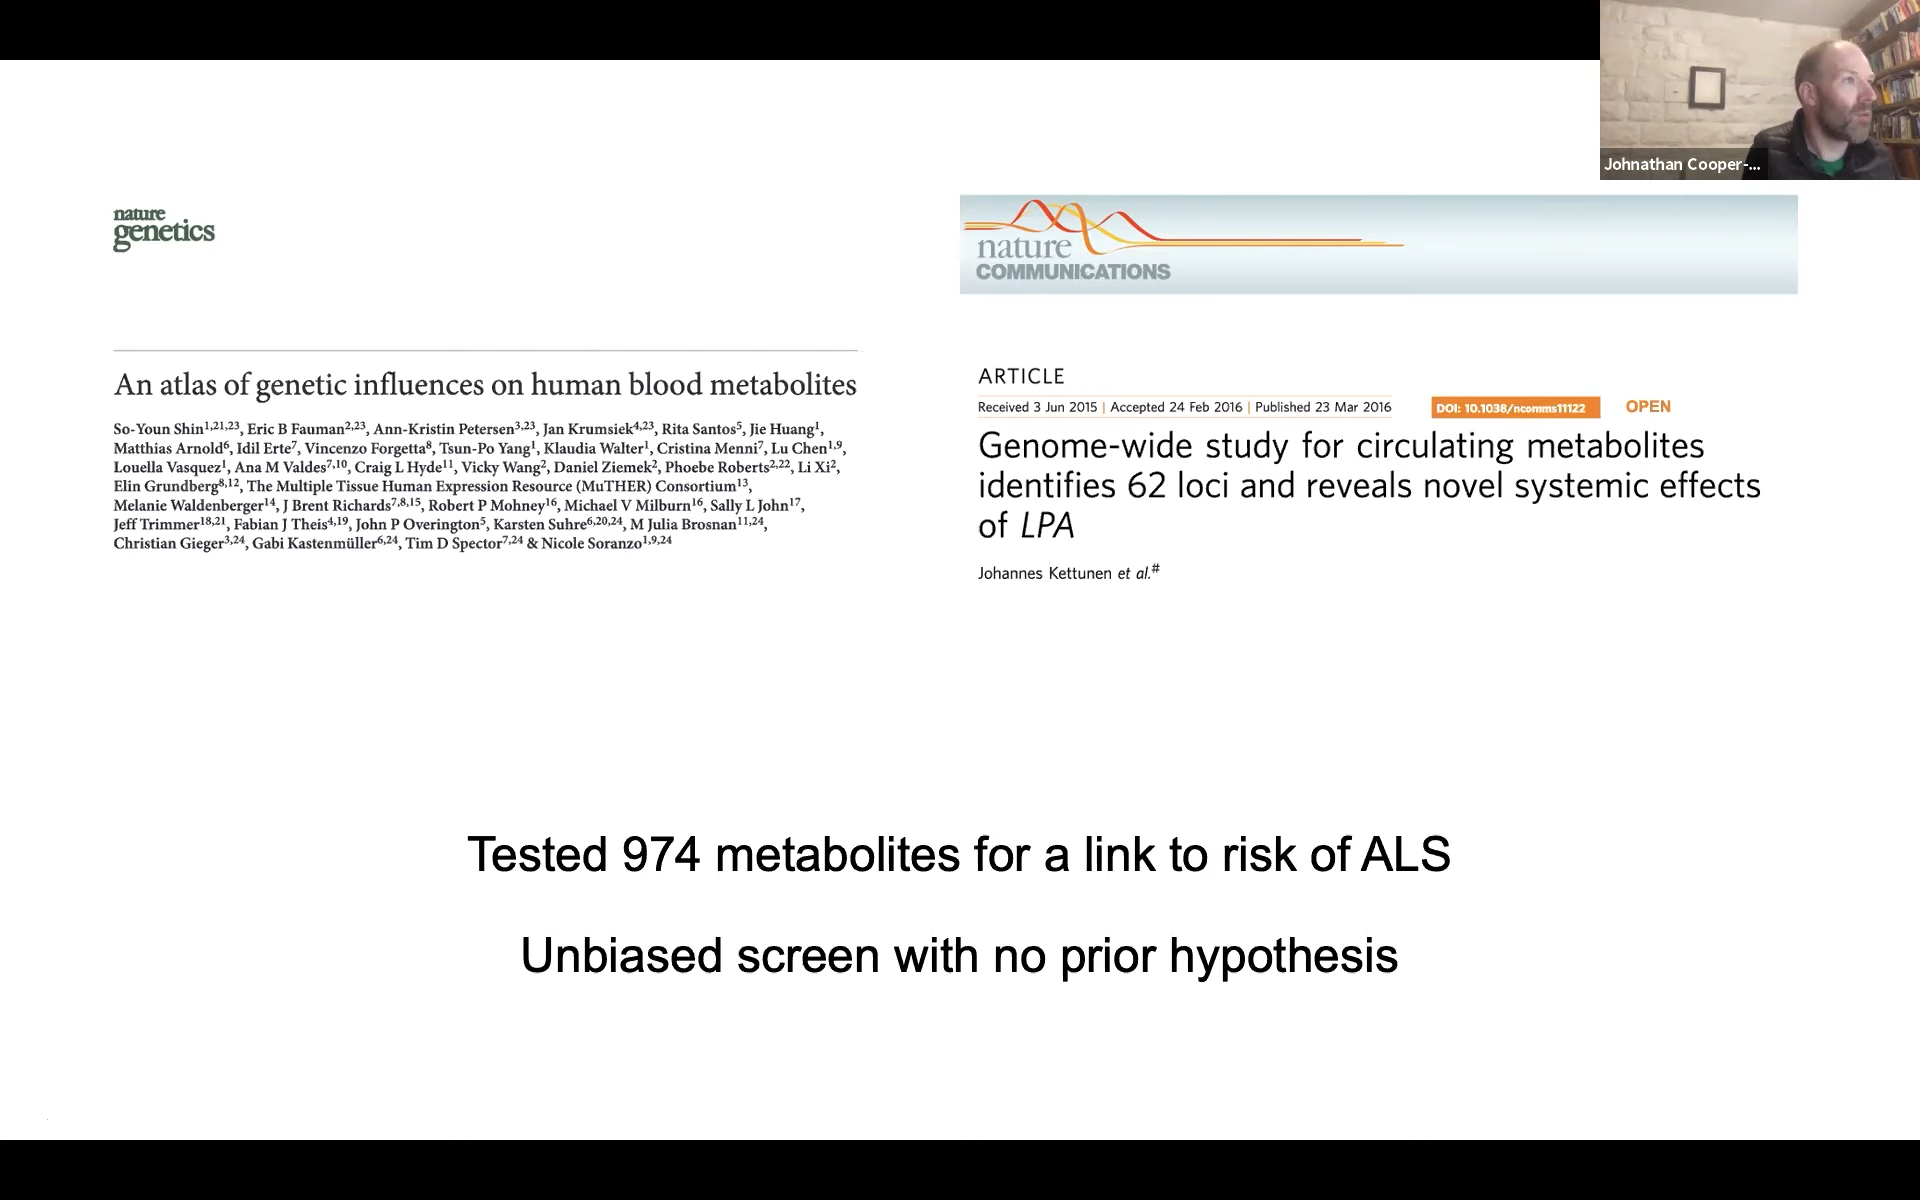 Johnathan Cooper-...
nature
genetics
An atlas of genetic influences on human blood metabolites
So-Youn Shin1,21,23, Eric B Fauman2,23, Ann-Kristin Petersen3,23, Jan Krumsiek4,23, Rita Santos5, Jie Huang1,
Matthias Arnold6, Idil Erte7, Vincenzo Forgetta8, Tsun-Po Yang1, Klaudia Walter1, Cristina Menni7, Lu Chen1,9,
Louella Vasquez1, Ana M Valdes7,10, Craig L Hyde11, Vicky Wang2, Daniel Ziemek2, Phoebe Roberts2,22, Li Xi2,
Elin Grundberg8,12, The Multiple Tissue Human Expression Resource (MuTHER) Consortium13,
Melanie Waldenberger14, J Brent Richards7,8,15, Robert P Mohney16, Michael V Milburn16, Sally L John17,
Jeff Trimmer18,21, Fabian J Theis4,19, John P Overington5, Karsten Suhre6,20,24, M Julia Brosnan11,24,
Christian Gieger3,24, Gabi Kastenmüller6,24, Tim D Spector7,24 & Nicole Soranzo1,9,24
nature
COMMUNICATIONS
ARTICLE
Received 3 Jun 2015 | Accepted 24 Feb 2016 | Published 23 Mar 2016
DOI: 10.1038/ncomms11122
OPEN
Genome-wide study for circulating metabolites
identifies 62 loci and reveals novel systemic effects
of LPA
Johannes Kettunen et al.#
Tested 974 metabolites for a link to risk of ALS
Unbiased screen with no prior hypothesis